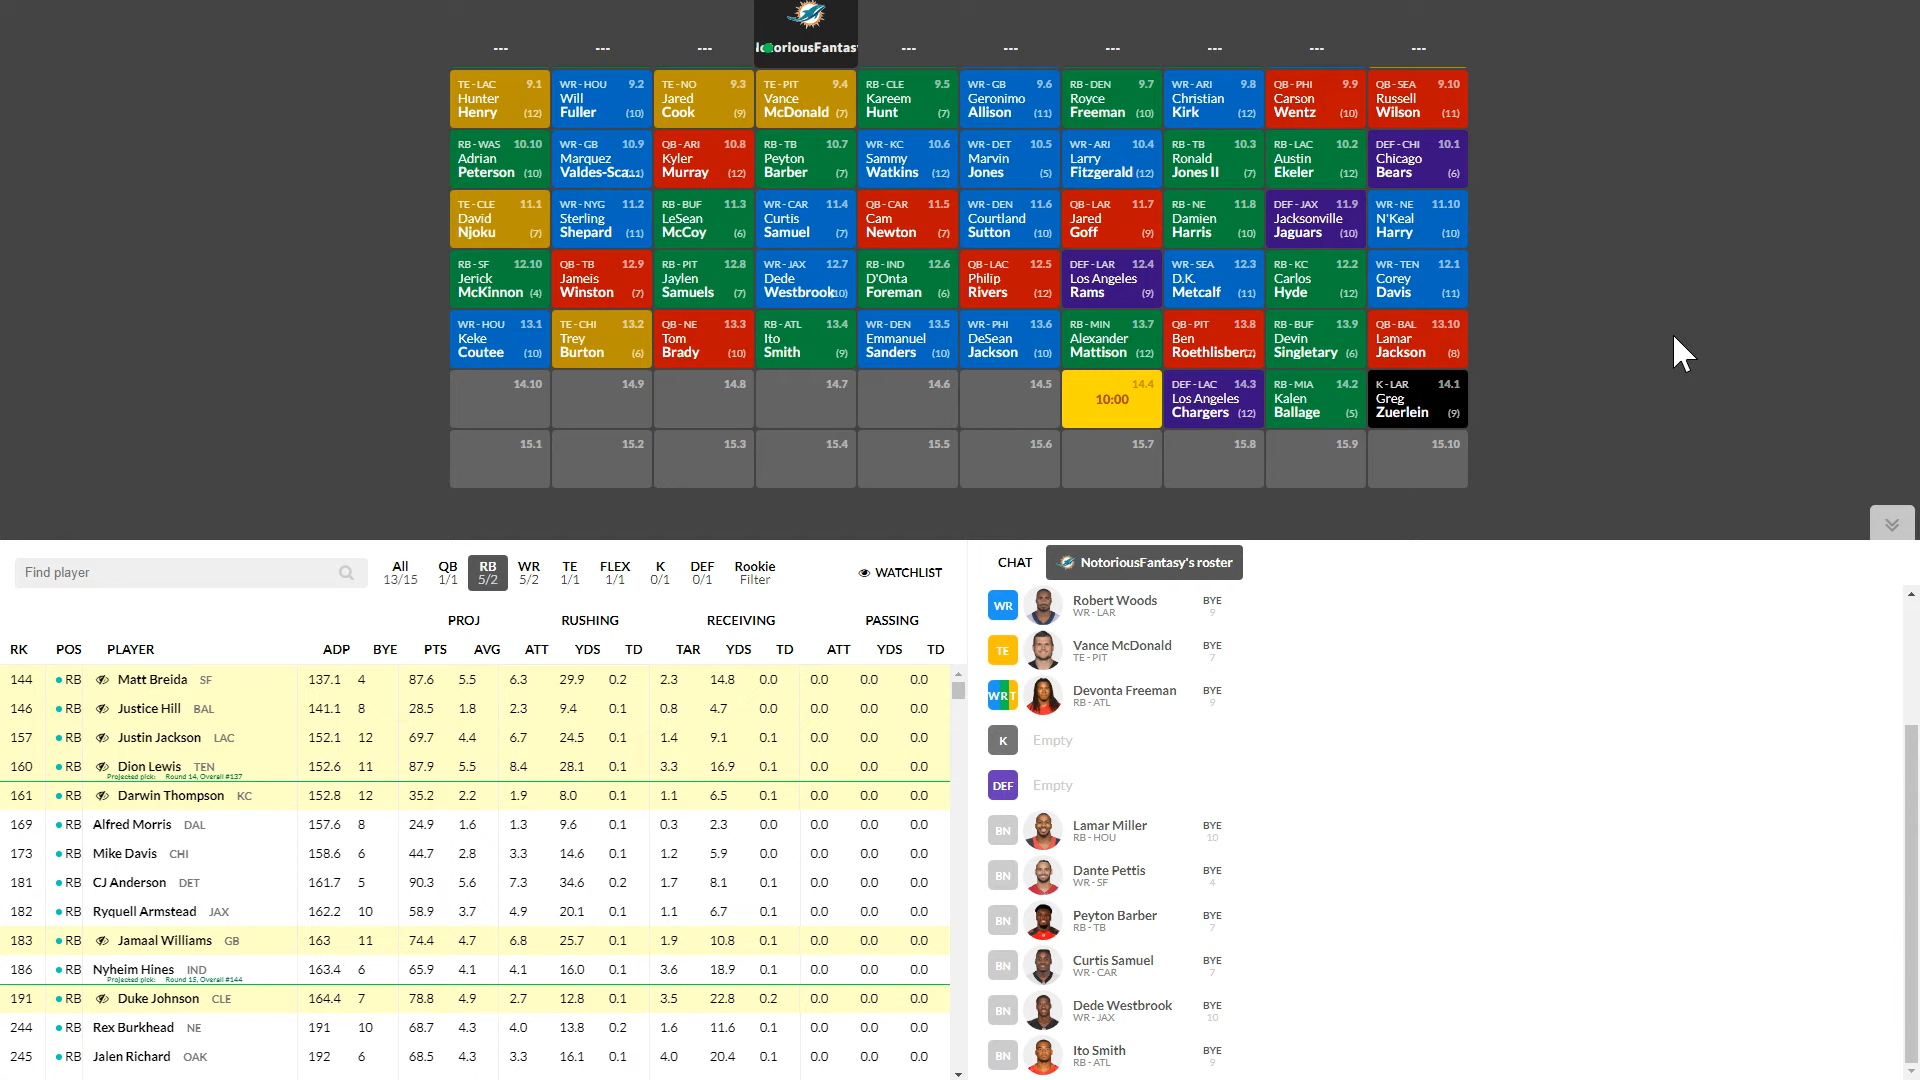 --- --- --- NotoriousFantasy --- --- --- --- --- ---
TE - LAC 9.1 WR - HOU 9.2 TE - NO 9.3 TE - PIT 9.4 RB - CLE 9.5 WR - GB 9.6 RB - DEN 9.7 WR - ARI 9.8 QB - PHI 9.9 QB - SEA 9.10
Hunter Will Jared Vance Kareem Geronimo Royce Christian Carson Russell
Henry (12) Fuller (10) Cook (9) McDonald (7) Hunt (7) Allison (11) Freeman (10) Kirk (12) Wentz (10) Wilson (11)
RB - WAS 10.10 WR - GB 10.9 QB - ARI 10.8 RB - TB 10.7 WR - KC 10.6 WR - DET 10.5 WR - ARI 10.4 RB - TB 10.3 RB - LAC 10.2 DEF - CHI 10.1
Adrian Marquez Kyler Peyton Sammy Marvin Larry Ronald Austin Chicago
Peterson (10) Valdes-Sca... (11) Murray (12) Barber (7) Watkins (12) Jones (5) Fitzgerald (12) Jones II (7) Ekeler (12) Bears (6)
TE - CLE 11.1 WR - NYG 11.2 RB - BUF 11.3 WR - CAR 11.4 QB - CAR 11.5 WR - DEN 11.6 QB - LAR 11.7 RB - NE 11.8 DEF - JAX 11.9 WR - NE 11.10
David Sterling LeSean Curtis Cam Courtland Jared Damien Jacksonville N'Keal
Njoku (7) Shepard (11) McCoy (6) Samuel (7) Newton (7) Sutton (10) Goff (9) Harris (10) Jaguars (10) Harry (10)
RB - SF 12.10 QB - TB 12.9 RB - PIT 12.8 WR - JAX 12.7 RB - IND 12.6 QB - LAC 12.5 DEF - LAR 12.4 WR - SEA 12.3 RB - KC 12.2 WR - TEN 12.1
Jerick Jameis Jaylen Dede D'Onta Philip Los Angeles D.K. Carlos Corey
McKinnon (4) Winston (7) Samuels (7) Westbrook (10) Foreman (6) Rivers (12) Rams (9) Metcalf (11) Hyde (12) Davis (11)
WR - HOU 13.1 TE - CHI 13.2 QB - NE 13.3 RB - ATL 13.4 WR - DEN 13.5 WR - PHI 13.6 RB - MIN 13.7 QB - PIT 13.8 RB - BUF 13.9 QB - BAL 13.10
Keke Trey Tom Ito Emmanuel DeSean Alexander Ben Devin Lamar
Coutee (10) Burton (6) Brady (10) Smith (9) Sanders (10) Jackson (10) Mattison (12) Roethlisber... (7) Singletary (6) Jackson (8)
14.10 14.9 14.8 14.7 14.6 14.5 14.4 DEF - LAC 14.3 RB - MIA 14.2 K - LAR 14.1
10:00 Los Angeles Kalen Greg
Chargers (12) Ballage (5) Zuerlein (9)
15.1 15.2 15.3 15.4 15.5 15.6 15.7 15.8 15.9 15.10
Find player
All QB RB WR TE FLEX K DEF Rookie
13/15 1/1 5/2 5/2 1/1 1/1 0/1 0/1 Filter
WATCHLIST
PROJ RUSHING RECEIVING PASSING
RK POS PLAYER ADP BYE PTS AVG ATT YDS TD TAR YDS TD ATT YDS TD
144 RB Matt Breida SF 137.1 4 87.6 5.5 6.3 29.9 0.2 2.3 14.8 0.0 0.0 0.0 0.0
146 RB Justice Hill BAL 141.1 8 28.5 1.8 2.3 9.4 0.1 0.8 4.7 0.0 0.0 0.0 0.0
157 RB Justin Jackson LAC 152.1 12 69.7 4.4 6.7 24.5 0.1 1.4 9.1 0.1 0.0 0.0 0.0
160 RB Dion Lewis TEN 152.6 11 87.9 5.5 8.4 28.1 0.1 3.3 16.9 0.1 0.0 0.0 0.0
Projected pick: Round 14, Overall #137
161 RB Darwin Thompson KC 152.8 12 35.2 2.2 1.9 8.0 0.1 1.1 6.5 0.1 0.0 0.0 0.0
169 RB Alfred Morris DAL 157.6 8 24.9 1.6 1.3 9.6 0.1 0.3 2.3 0.0 0.0 0.0 0.0
173 RB Mike Davis CHI 158.6 6 44.7 2.8 3.3 14.6 0.1 1.2 5.9 0.0 0.0 0.0 0.0
181 RB CJ Anderson DET 161.7 5 90.3 5.6 7.3 34.6 0.2 1.7 8.1 0.1 0.0 0.0 0.0
182 RB Ryquell Armstead JAX 162.2 10 58.9 3.7 4.9 20.1 0.1 1.1 6.7 0.1 0.0 0.0 0.0
183 RB Jamaal Williams GB 163 11 74.4 4.7 6.8 25.7 0.1 1.9 10.8 0.1 0.0 0.0 0.0
186 RB Nyheim Hines IND 163.4 6 65.9 4.1 4.1 16.0 0.1 3.6 18.9 0.1 0.0 0.0 0.0
Projected pick: Round 15, Overall #144
191 RB Duke Johnson CLE 164.4 7 78.8 4.9 2.7 12.8 0.1 3.5 22.8 0.2 0.0 0.0 0.0
244 RB Rex Burkhead NE 191 10 68.7 4.3 4.0 13.8 0.2 1.6 11.6 0.1 0.0 0.0 0.0
245 RB Jalen Richard OAK 192 6 68.5 4.3 3.3 16.1 0.1 4.0 20.4 0.1 0.0 0.0 0.0
CHAT NotoriousFantasy's roster
WR Robert Woods BYE
WR - LAR 9
TE Vance McDonald BYE
TE - PIT 7
WRT Devonta Freeman BYE
RB - ATL 9
K Empty
DEF Empty
BN Lamar Miller BYE
RB - HOU 10
BN Dante Pettis BYE
WR - SF 4
BN Peyton Barber BYE
RB - TB 7
BN Curtis Samuel BYE
WR - CAR 7
BN Dede Westbrook BYE
WR - JAX 10
BN Ito Smith BYE
RB - ATL 9